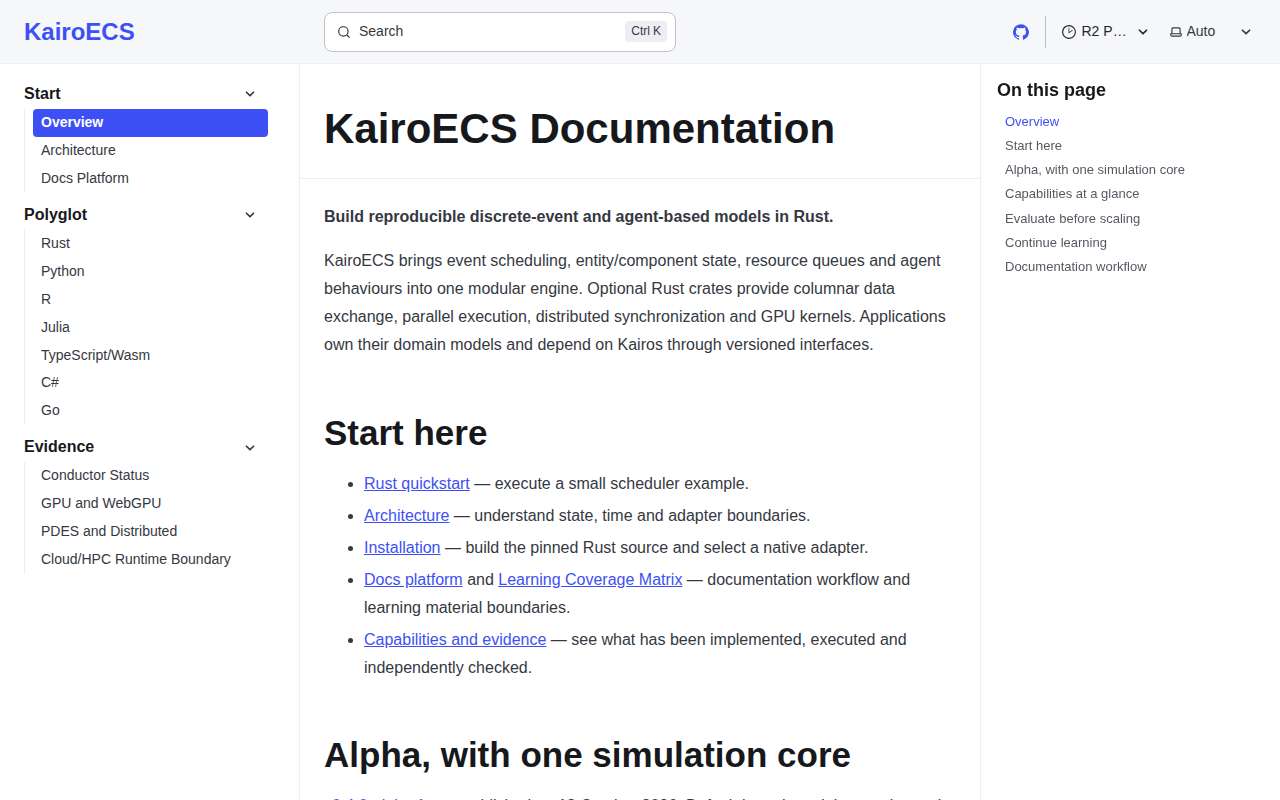 KairoECS
Search
Ctrl K
R2 P…
Auto
Start
Overview
Architecture
Docs Platform
Polyglot
Rust
Python
R
Julia
TypeScript/Wasm
C#
Go
Evidence
Conductor Status
GPU and WebGPU
PDES and Distributed
Cloud/HPC Runtime Boundary
KairoECS Documentation
Build reproducible discrete-event and agent-based models in Rust.
KairoECS brings event scheduling, entity/component state, resource queues and agent
behaviours into one modular engine. Optional Rust crates provide columnar data
exchange, parallel execution, distributed synchronization and GPU kernels. Applications
own their domain models and depend on Kairos through versioned interfaces.
Start here
Rust quickstart — execute a small scheduler example.
Architecture — understand state, time and adapter boundaries.
Installation — build the pinned Rust source and select a native adapter.
Docs platform and Learning Coverage Matrix — documentation workflow and
learning material boundaries.
Capabilities and evidence — see what has been implemented, executed and
independently checked.
Alpha, with one simulation core
On this page
Overview
Start here
Alpha, with one simulation core
Capabilities at a glance
Evaluate before scaling
Continue learning
Documentation workflow